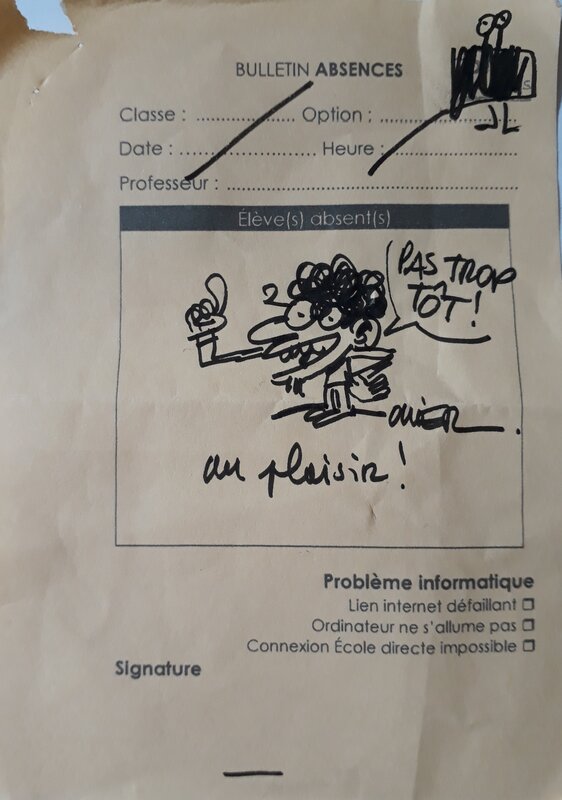 BULLETIN ABSENCES
Classe : .................. Option : ........................
Date : ........................ Heure : ........................
Professeur : ......................................................
Élève(s) absent(s)
PAS TROP
TÔT !
au plaisir !
Problème informatique
Lien internet défaillant ❒
Ordinateur ne s'allume pas ❒
Connexion École directe impossible ❒
Signature